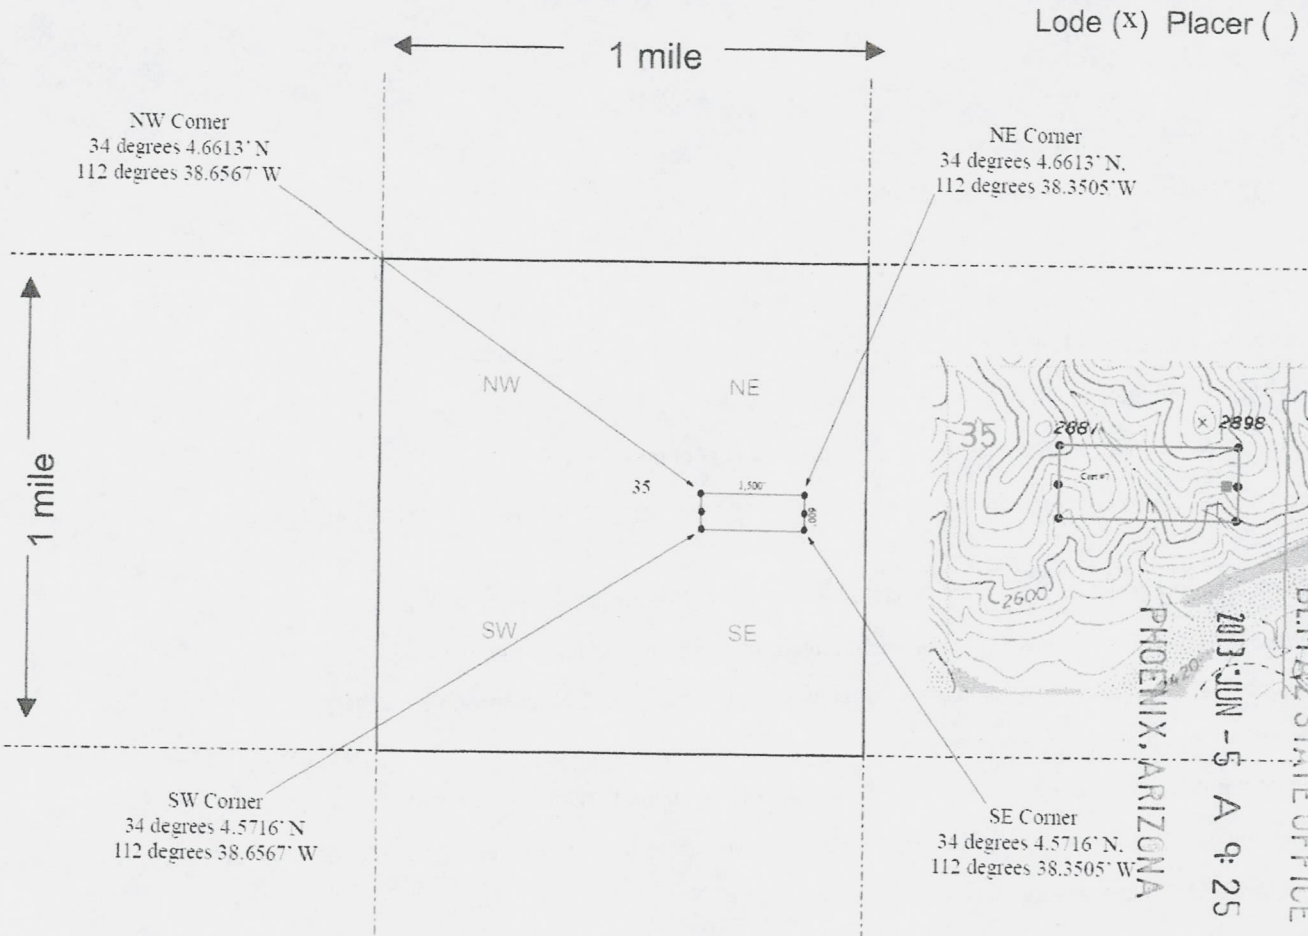 Lode (x) Placer ( )
1 mile
NW Corner
34 degrees 4.6613' N
112 degrees 38.6567' W
NE Corner
34 degrees 4.6613' N.
112 degrees 38.3505' W
1 mile
NW
NE
35
1,500'
600'
SW
SE
35
2887
x 2898
2600
SW Corner
34 degrees 4.5716' N
112 degrees 38.6567' W
SE Corner
34 degrees 4.5716' N.
112 degrees 38.3505' W
STATE OFFICE
2013 JUN -5 A 9:25
PHOENIX, ARIZONA